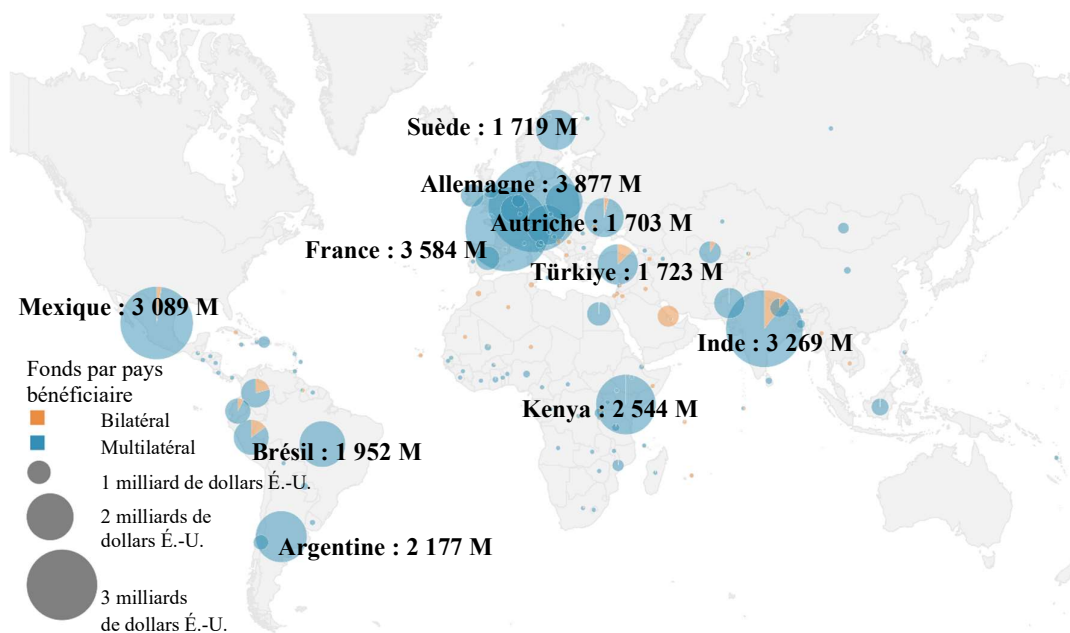 Suède : 1 719 M
Allemagne : 3 877 M
Autriche : 1 703 M
France : 3 584 M
Türkiye : 1 723 M
Mexique : 3 089 M
Inde : 3 269 M
Kenya : 2 544 M
Brésil : 1 952 M
Argentine : 2 177 M
Fonds par pays
bénéficiaire
Bilatéral
Multilatéral
1 milliard de dollars É.-U.
2 milliards de
dollars É.-U.
3 milliards
de dollars É.-U.